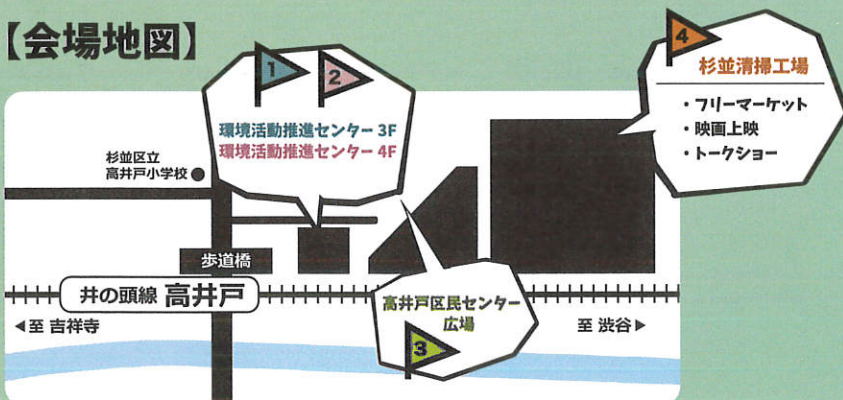 【会場地図】
1
2
環境活動推進センター 3F
環境活動推進センター 4F
4
杉並清掃工場
・フリーマーケット
・映画上映
・トークショー
杉並区立
高井戸小学校
歩道橋
井の頭線 高井戸
高井戸区民センター
広場
3
◀至 吉祥寺
至 渋谷▶